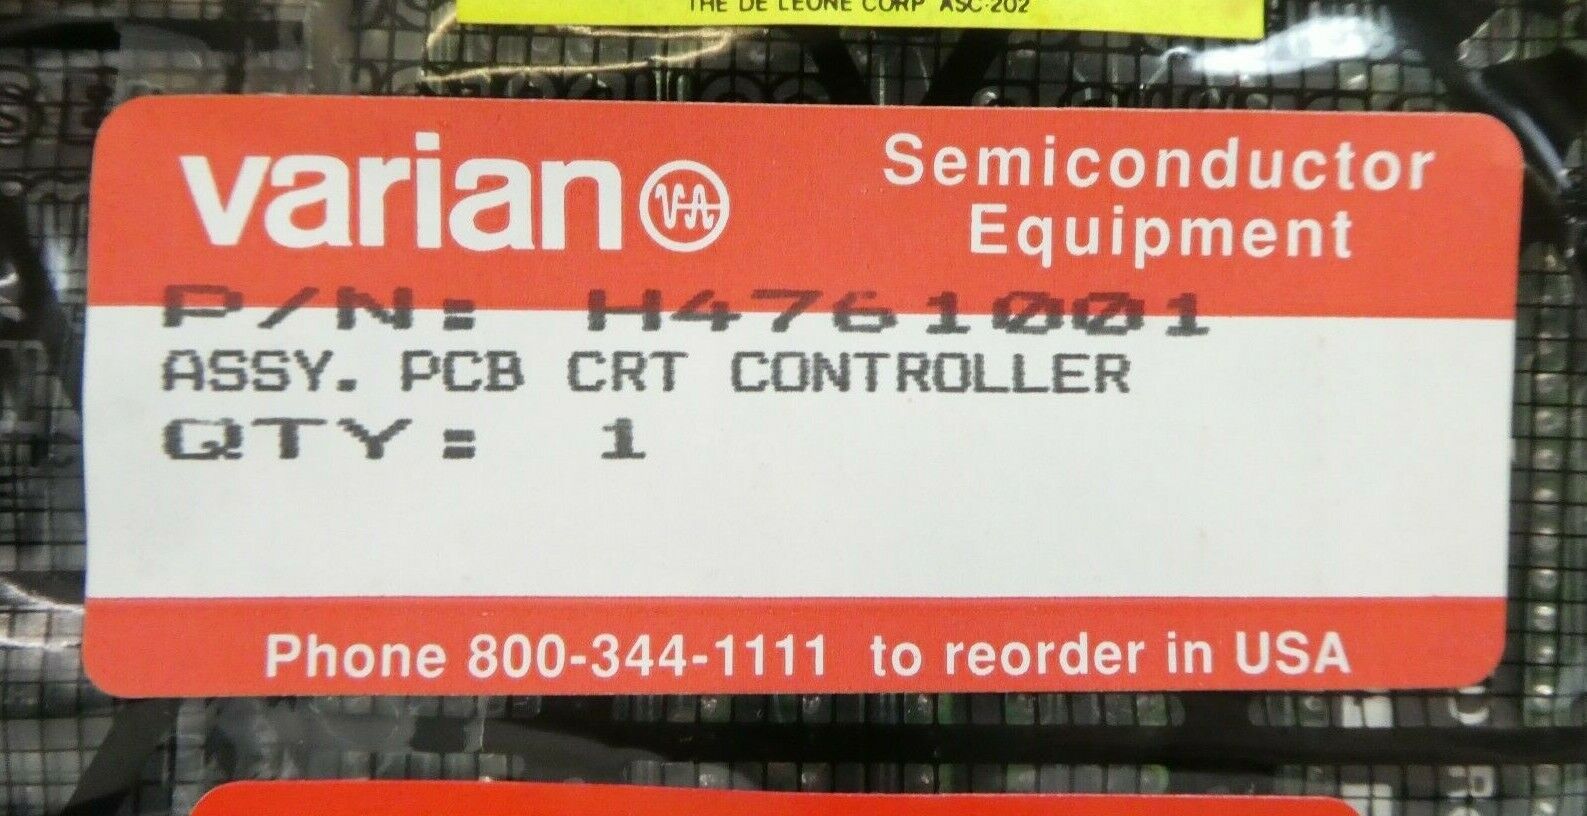 THE DE LEONE CORP ASC-202
varian VA
Semiconductor
Equipment
P/N: H4761001
ASSY. PCB CRT CONTROLLER
QTY: 1
Phone 800-344-1111 to reorder in USA